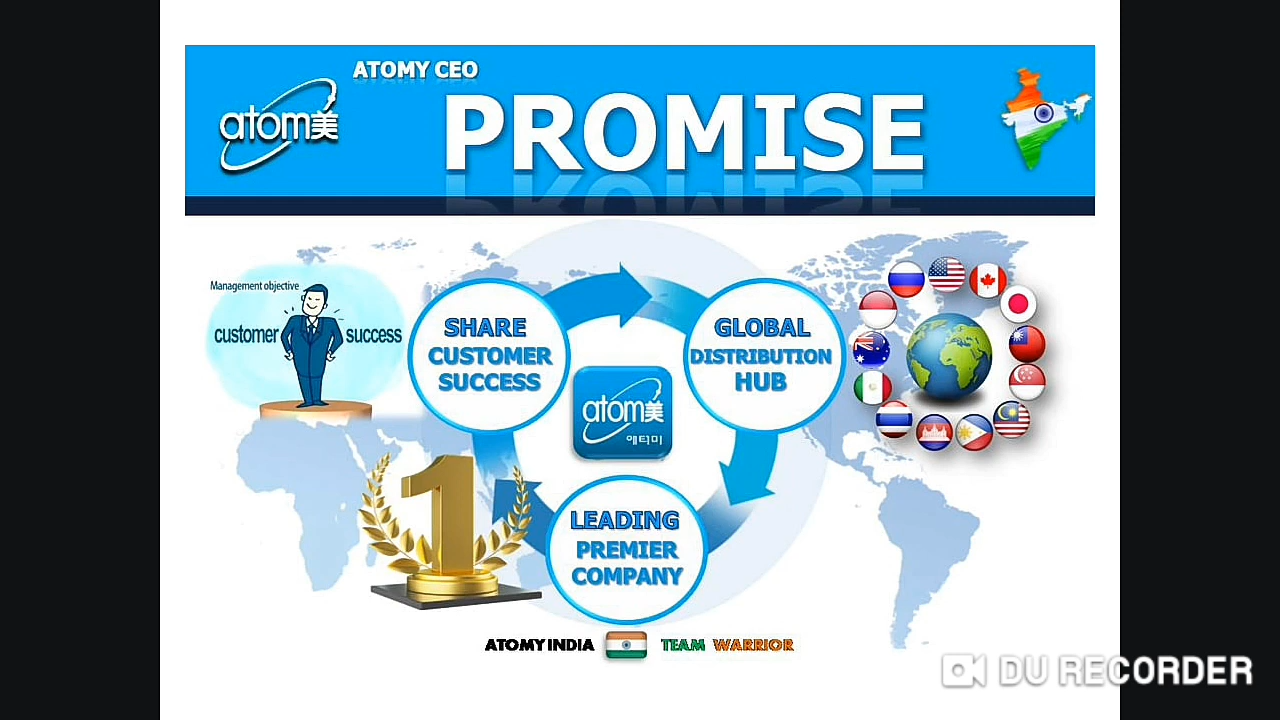 ATOMY CEO
atom美
PROMISE
Management objective
customer success
SHARE
CUSTOMER
SUCCESS
GLOBAL
DISTRIBUTION
HUB
atom美
애터미
LEADING
PREMIER
COMPANY
1
ATOMY INDIA TEAM WARRIOR
DU RECORDER